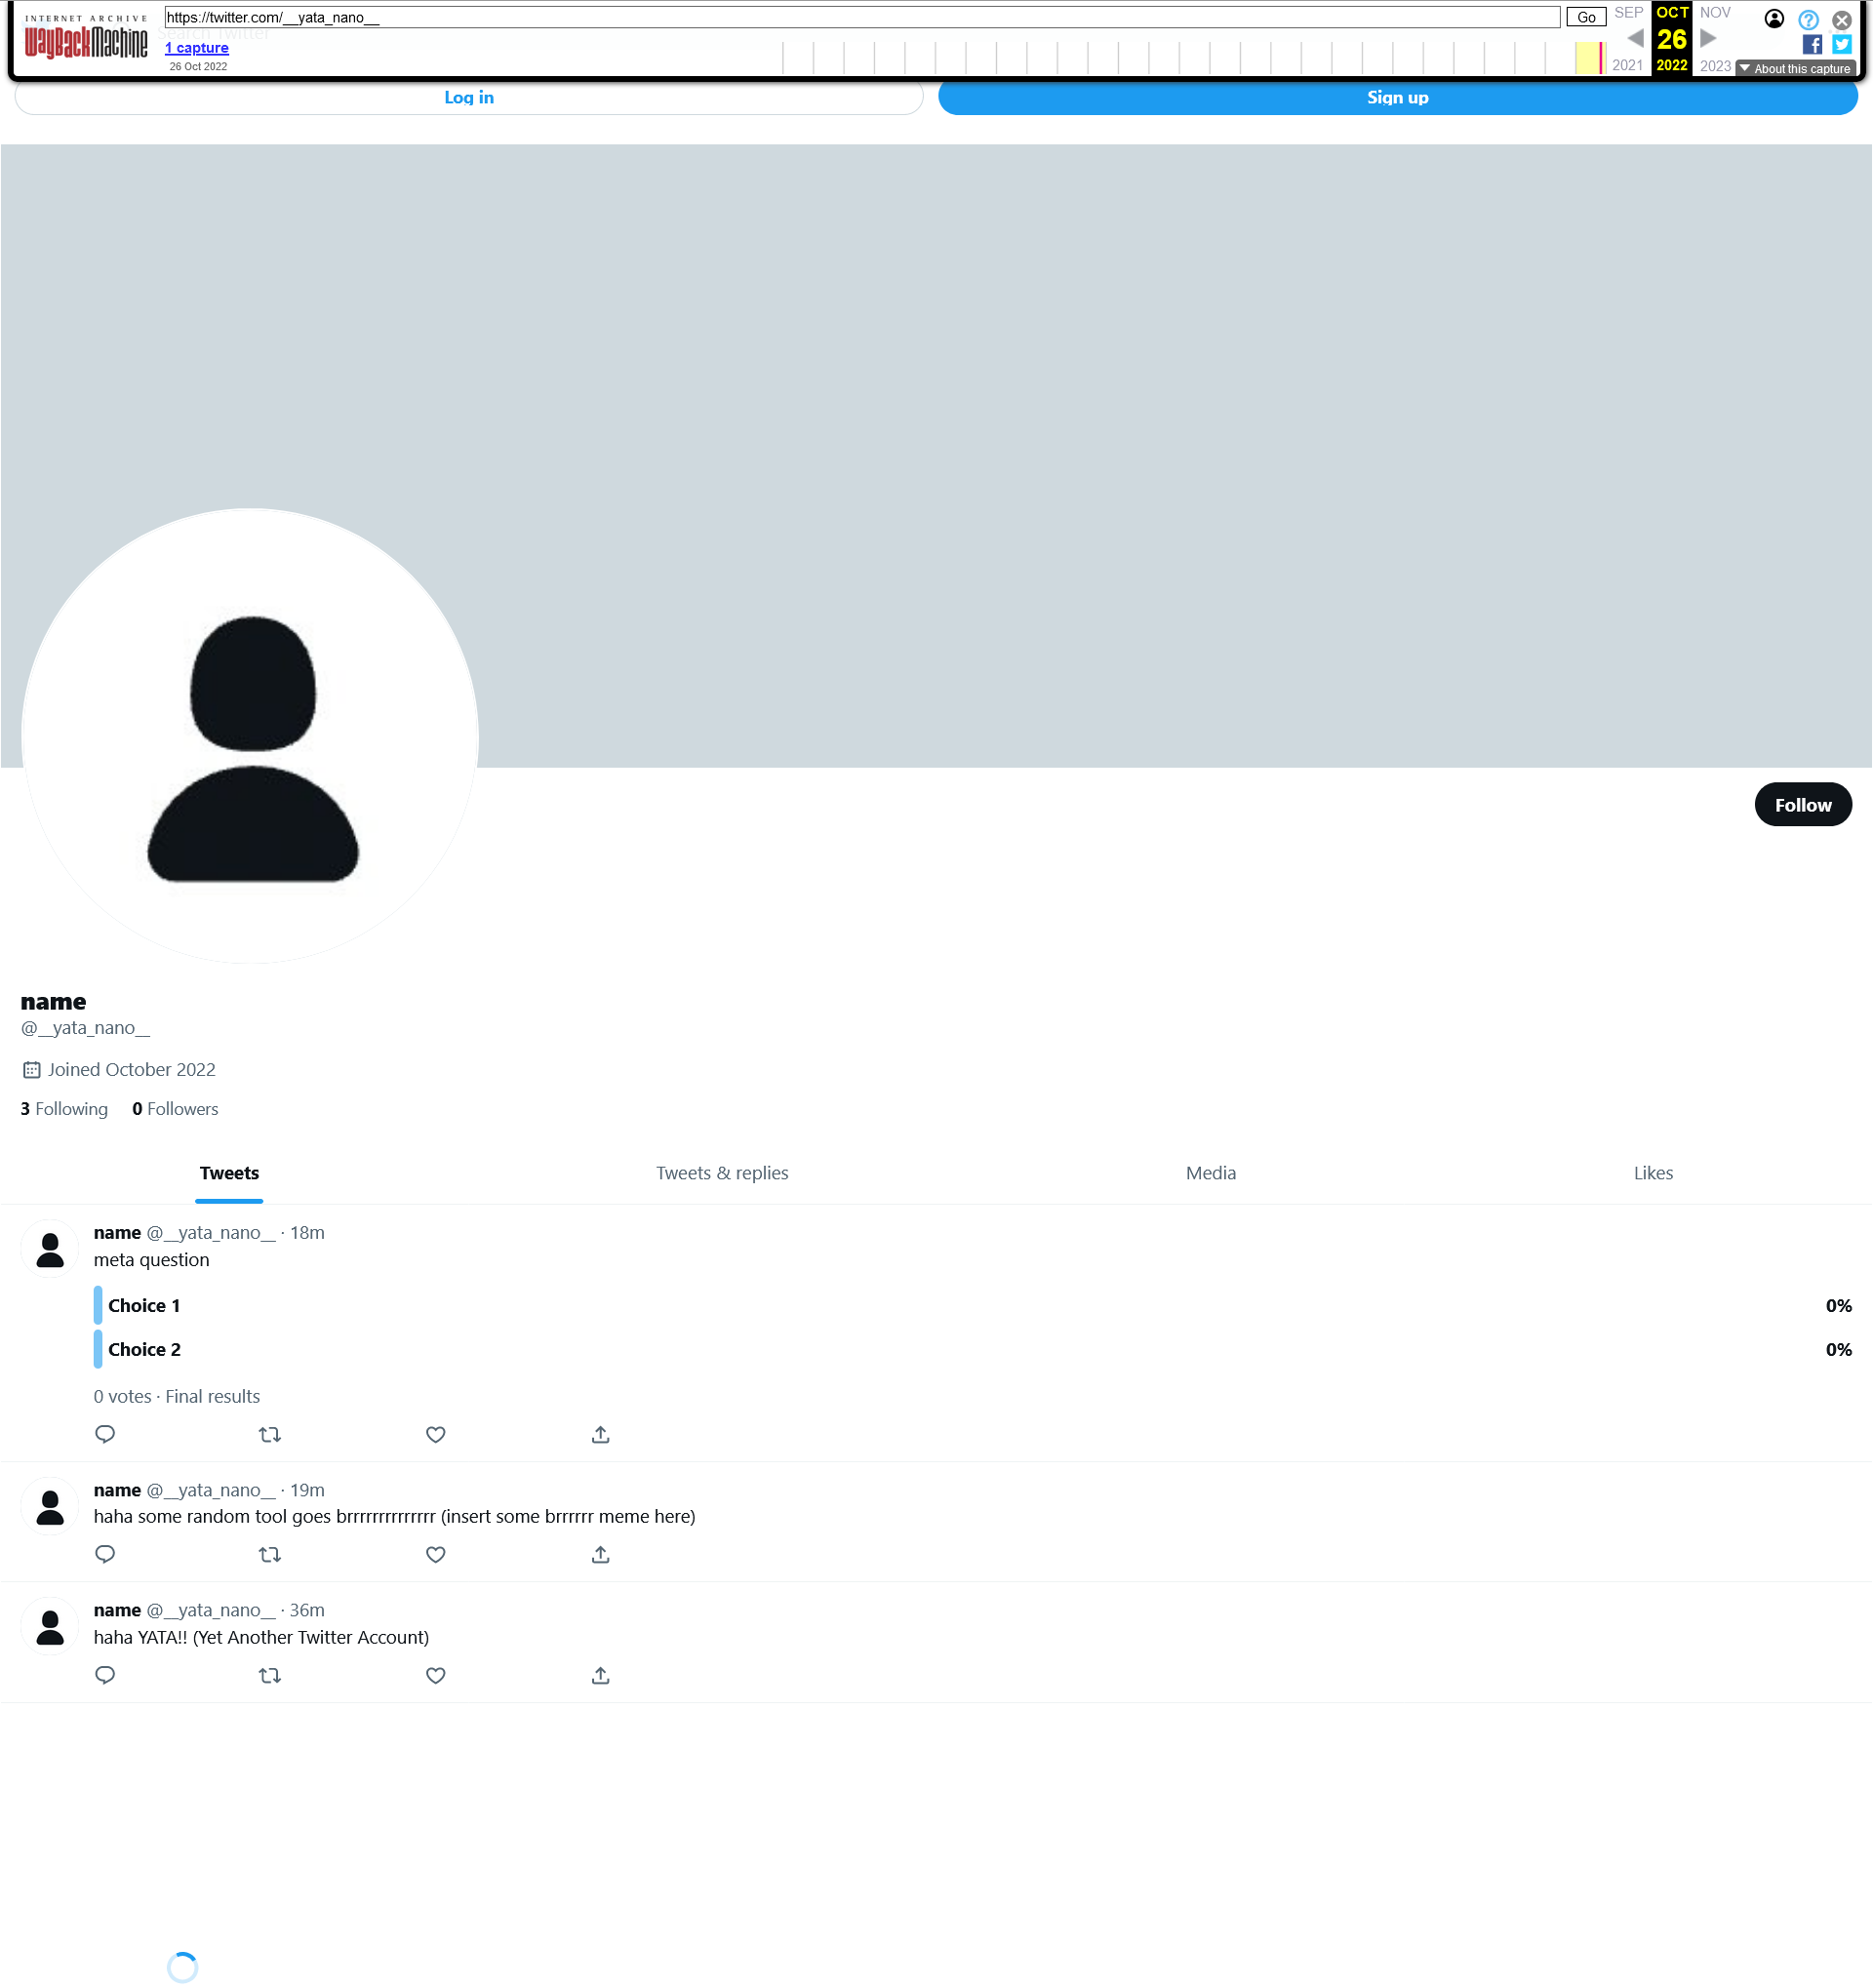 INTERNET ARCHIVE
WayBackMachine
https://twitter.com/__yata_nano__
Go
Search Twitter
1 capture
26 Oct 2022
SEP OCT NOV
26
2021 2022 2023
About this capture
Log in Sign up
Follow
name
@__yata_nano__
Joined October 2022
3 Following 0 Followers
Tweets Tweets & replies Media Likes
name @__yata_nano__ · 18m
meta question
Choice 1 0%
Choice 2 0%
0 votes · Final results
name @__yata_nano__ · 19m
haha some random tool goes brrrrrrrrrrrrr (insert some brrrrrr meme here)
name @__yata_nano__ · 36m
haha YATA!! (Yet Another Twitter Account)